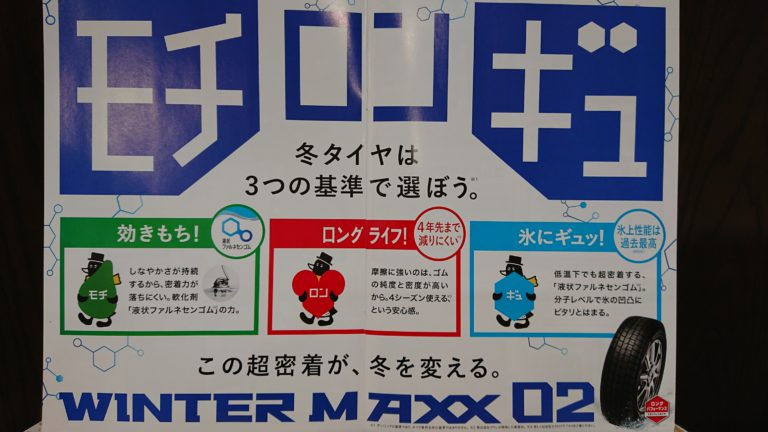 モチ ロン ギュ
冬タイヤは
3つの基準で選ぼう。
効きもち!
液状
ファルネセンゴム
モチ
しなやかさが持続
するから、密着力が
落ちにくい。軟化剤
「液状ファルネセンゴム」の力。
ロング ライフ!
4年先まで
減りにくい
ロン
摩擦に強いのは、ゴム
の純度と密度が高い
から。4シーズン使える
という安心感。
氷にギュッ!
氷上性能は
過去最高
ギュ
低温下でも超密着する、
「液状ファルネセンゴム」。
分子レベルで氷の凹凸に
ピタリとはまる。
この超密着が、冬を変える。
WINTER MAXX 02
ロング
パフォーマンス